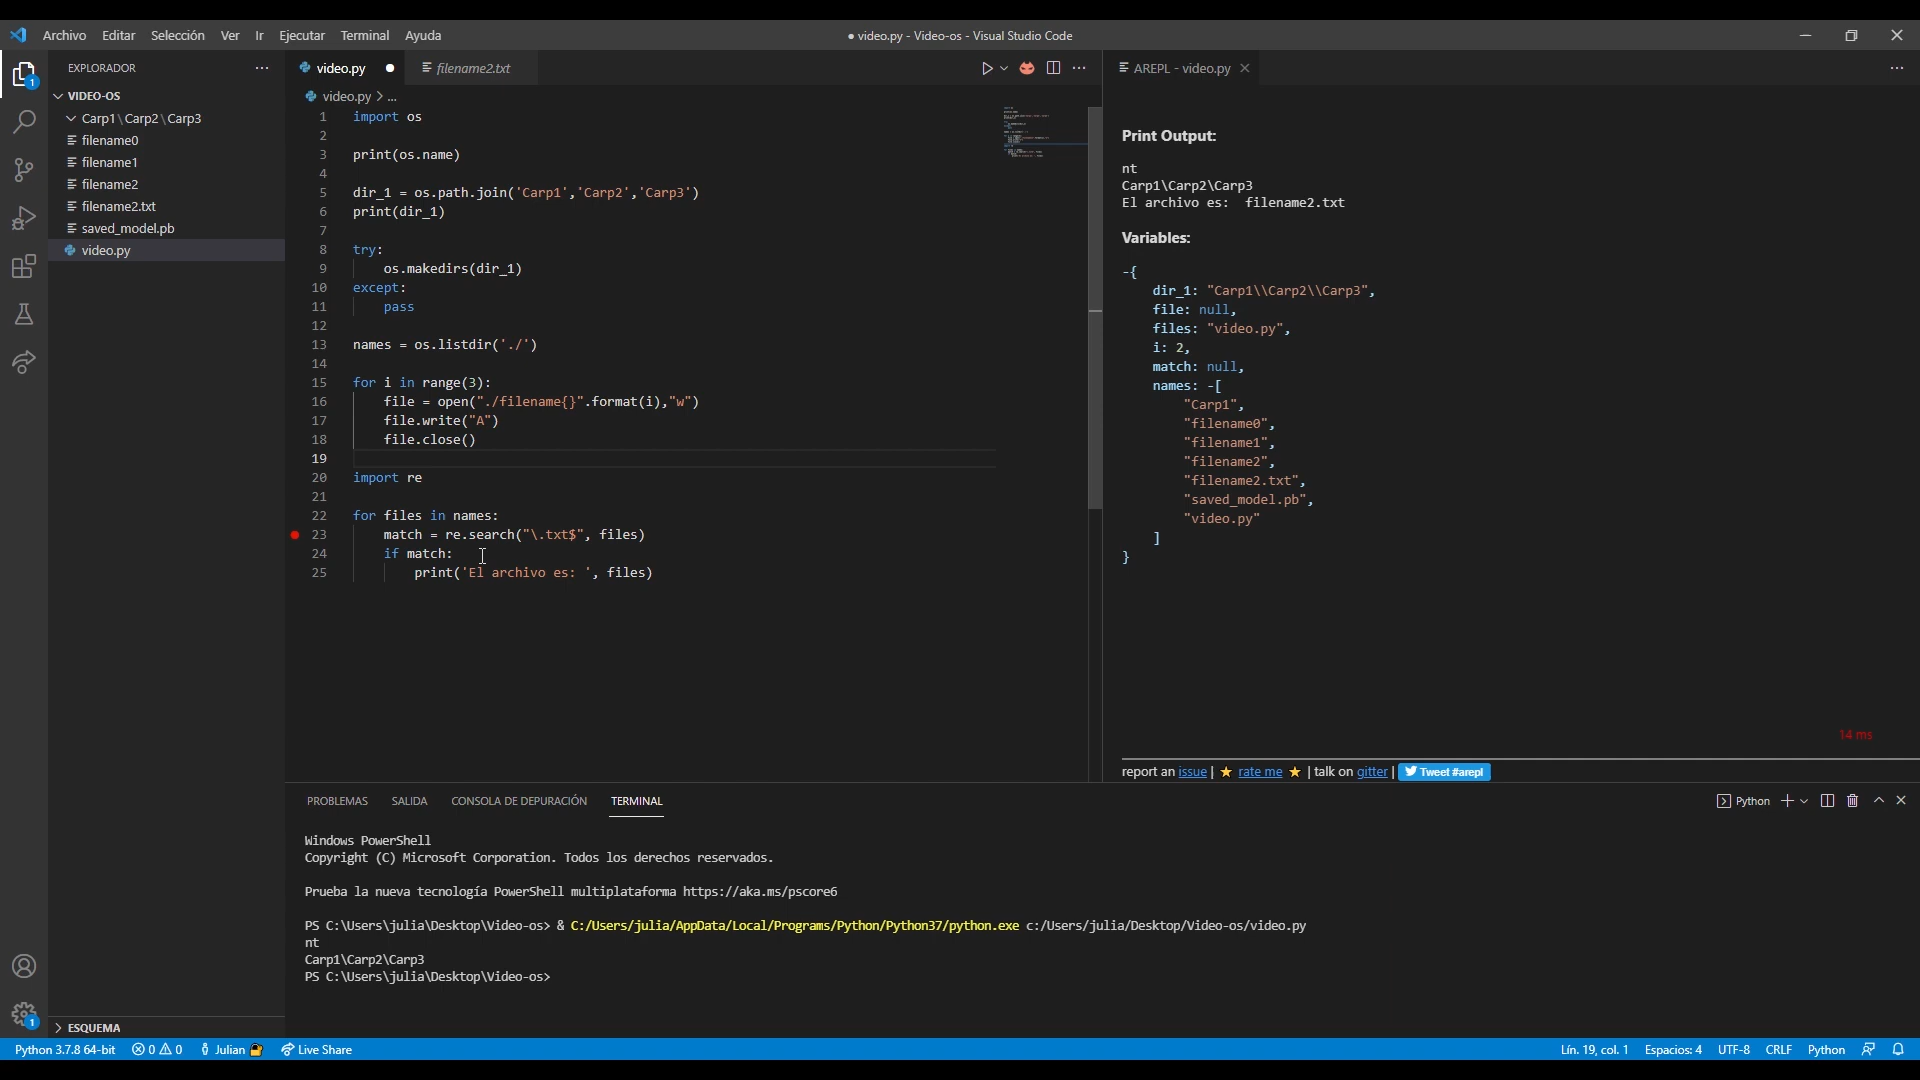 Archivo Editar Selección Ver Ir Ejecutar Terminal Ayuda
● video.py - Video-os - Visual Studio Code
EXPLORADOR
VIDEO-OS
Carp1\Carp2\Carp3
filename0
filename1
filename2
filename2.txt
saved_model.pb
video.py
ESQUEMA
1
1
video.py
filename2.txt
video.py > ...
1 import os
2
3 print(os.name)
4
5 dir_1 = os.path.join('Carp1','Carp2','Carp3')
6 print(dir_1)
7
8 try:
9     os.makedirs(dir_1)
10 except:
11     pass
12
13 names = os.listdir('./')
14
15 for i in range(3):
16     file = open("./filename{}".format(i),"w")
17     file.write("A")
18     file.close()
19
20 import re
21
22 for files in names:
23     match = re.search("\.txt$", files)
24     if match:
25         print('El archivo es: ', files)
AREPL - video.py
Print Output:
nt
Carp1\Carp2\Carp3
El archivo es:  filename2.txt
Variables:
-{
dir_1: "Carp1\\Carp2\\Carp3",
file: null,
files: "video.py",
i: 2,
match: null,
names: -[
"Carp1",
"filename0",
"filename1",
"filename2",
"filename2.txt",
"saved_model.pb",
"video.py"
]
}
14 ms
report an issue | ★ rate me ★ | talk on gitter | Tweet #arepl
PROBLEMAS SALIDA CONSOLA DE DEPURACIÓN TERMINAL
Python
Windows PowerShell
Copyright (C) Microsoft Corporation. Todos los derechos reservados.
Prueba la nueva tecnología PowerShell multiplataforma https://aka.ms/pscore6
PS C:\Users\julia\Desktop\Video-os> & C:/Users/julia/AppData/Local/Programs/Python/Python37/python.exe c:/Users/julia/Desktop/Video-os/video.py
nt
Carp1\Carp2\Carp3
PS C:\Users\julia\Desktop\Video-os>
Python 3.7.8 64-bit 0 0 Julian Live Share
Lín. 19, col. 1 Espacios: 4 UTF-8 CRLF Python